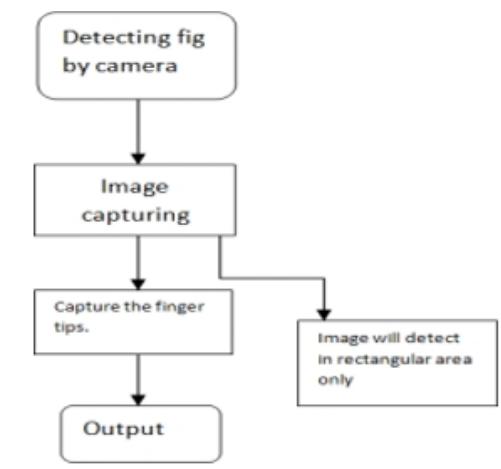 Detecting fig
by camera
Image
capturing
Capture the finger
tips.
Image will detect
in rectangular area
only
Output